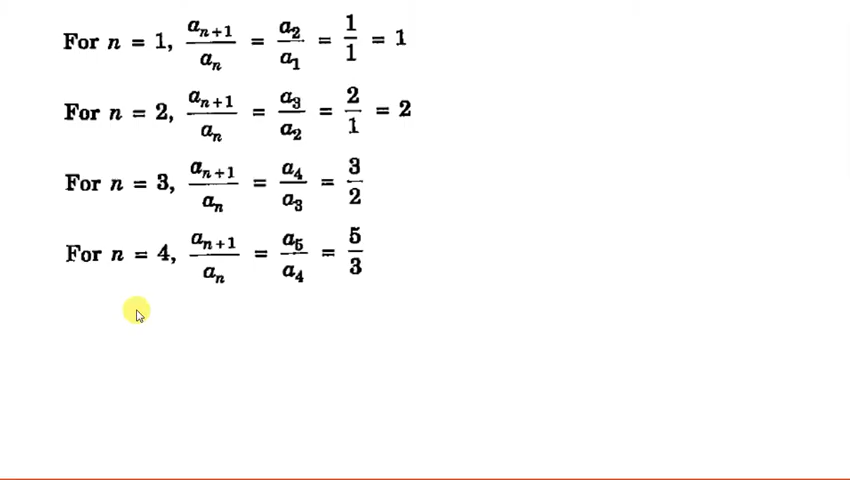 For n = 1, a_{n+1}/a_n = a_2/a_1 = 1/1 = 1
For n = 2, a_{n+1}/a_n = a_3/a_2 = 2/1 = 2
For n = 3, a_{n+1}/a_n = a_4/a_3 = 3/2
For n = 4, a_{n+1}/a_n = a_5/a_4 = 5/3